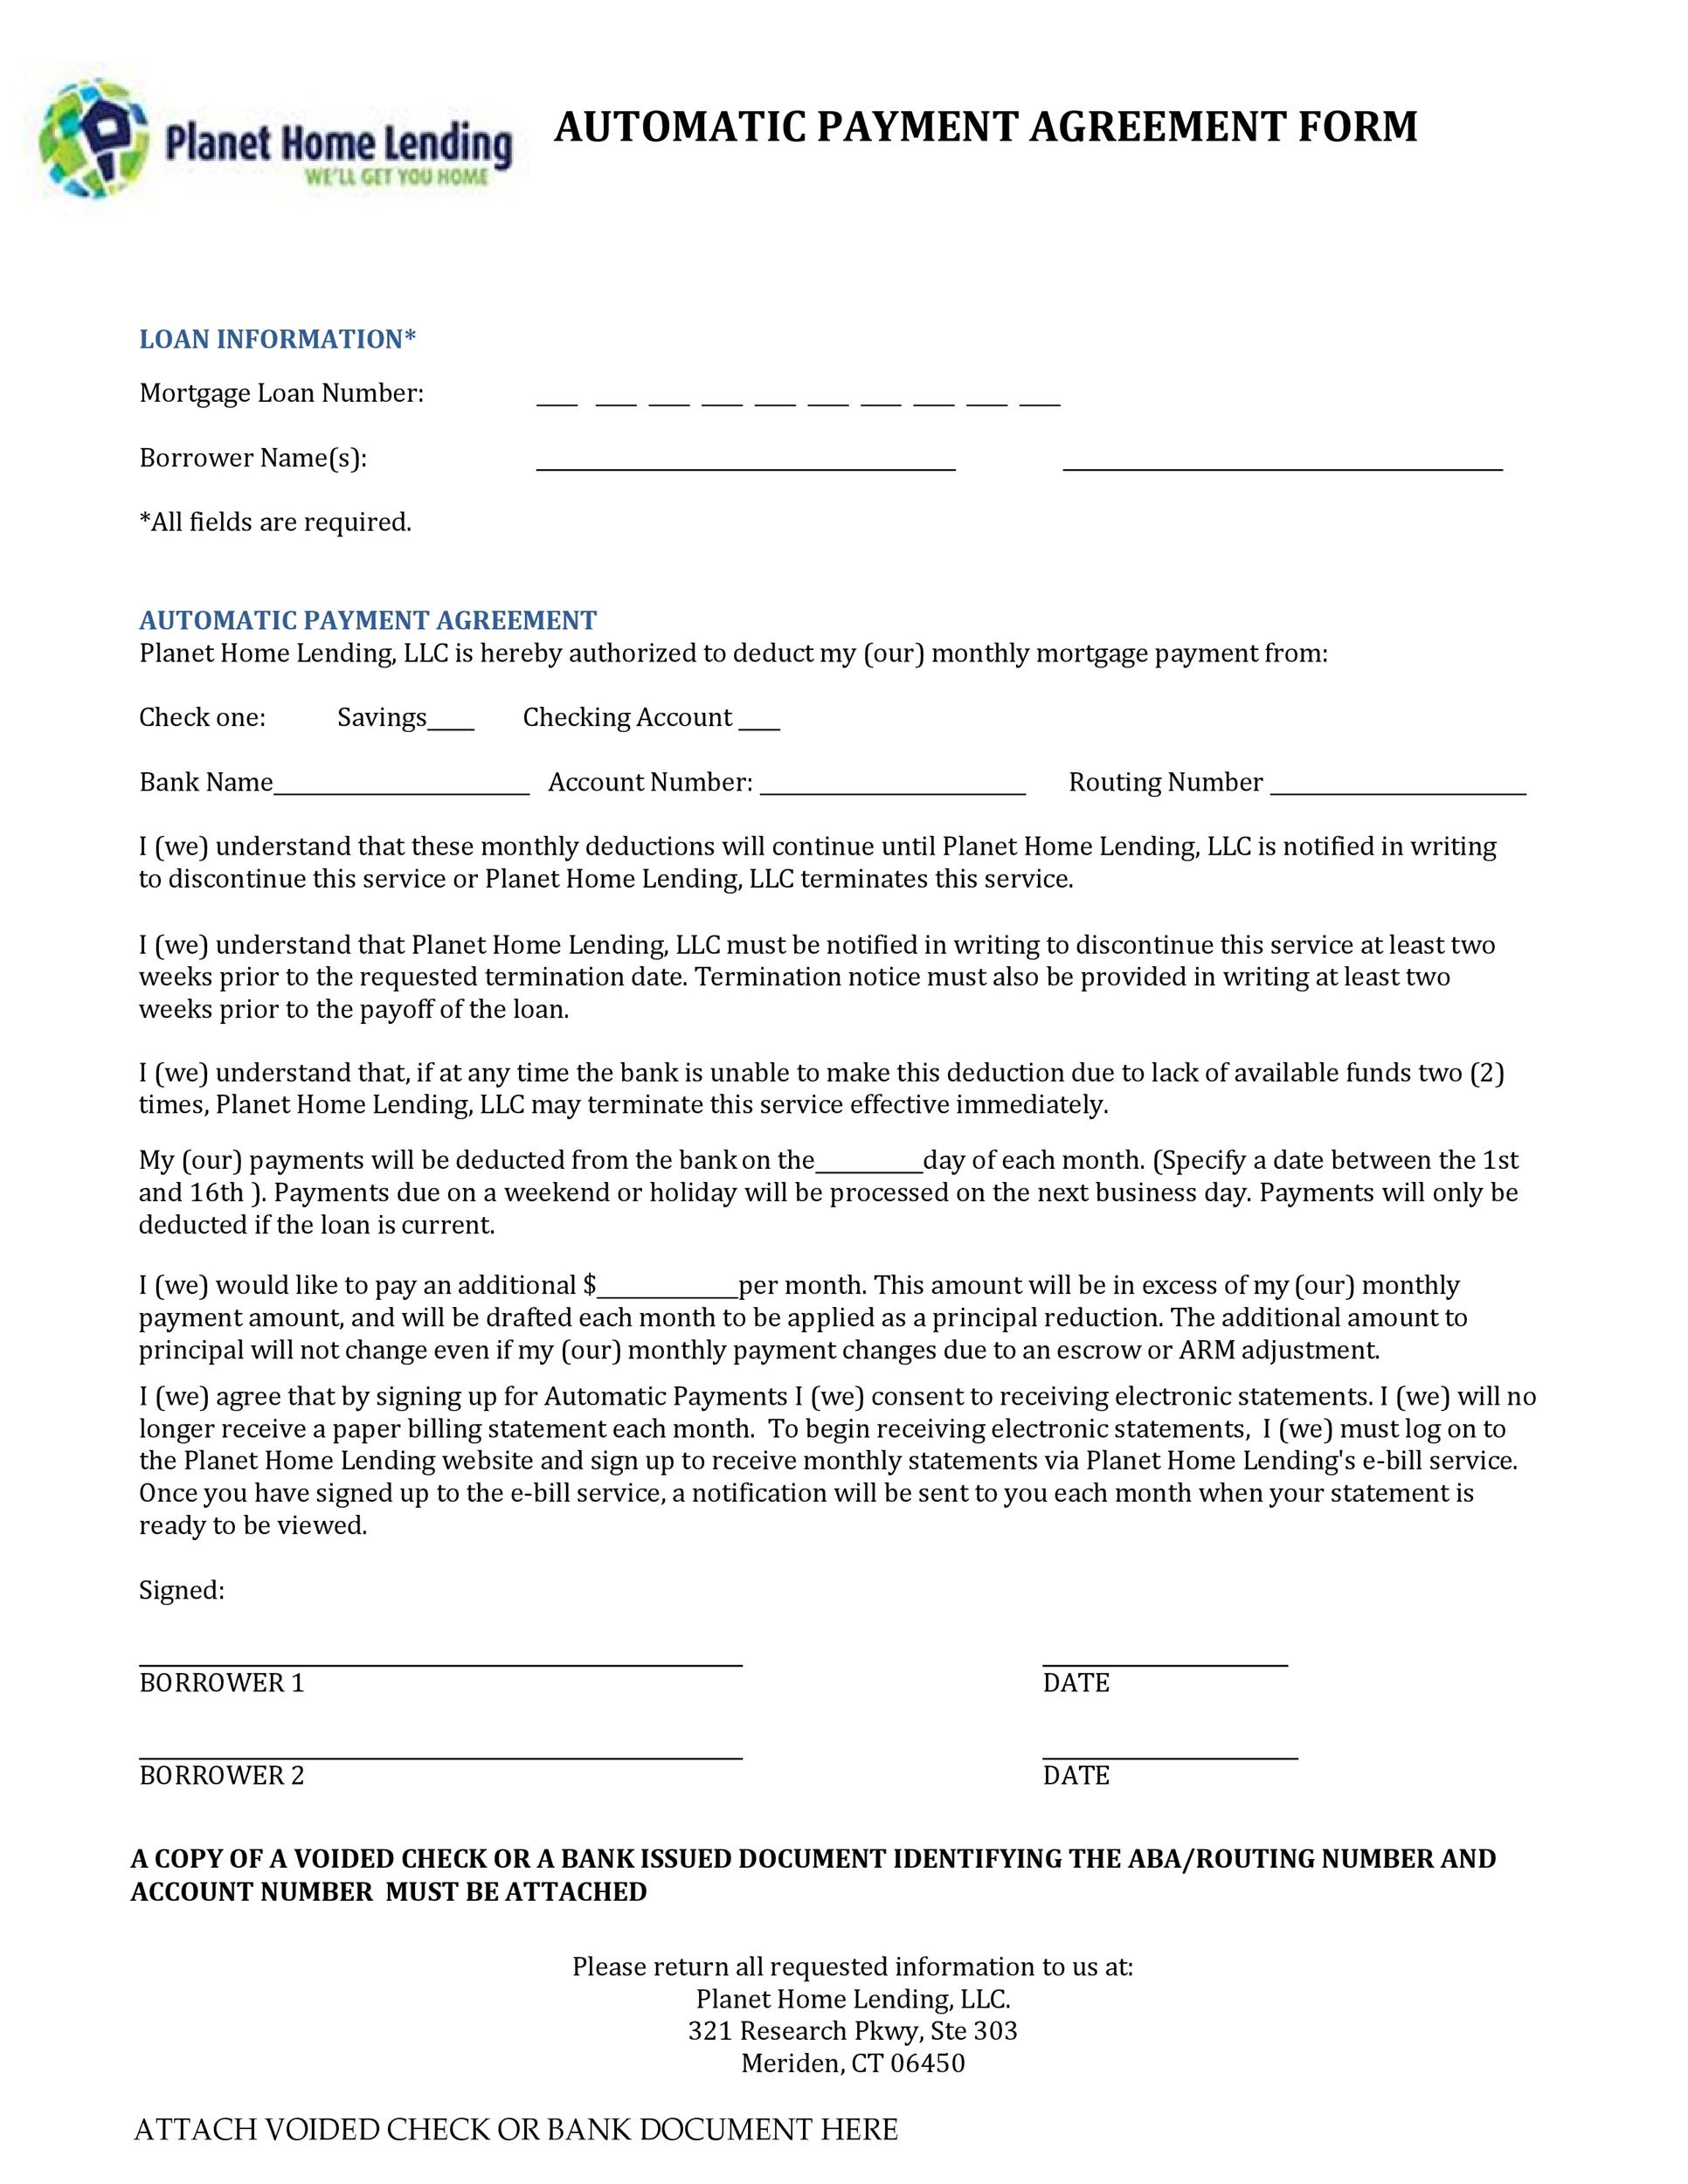 Planet Home Lending
WE'LL GET YOU HOME
AUTOMATIC PAYMENT AGREEMENT FORM
LOAN INFORMATION*
Mortgage Loan Number: ___ ___ ___ ___ ___ ___ ___ ___ ___ ___
Borrower Name(s): ____________________ ____________________
*All fields are required.
AUTOMATIC PAYMENT AGREEMENT
Planet Home Lending, LLC is hereby authorized to deduct my (our) monthly mortgage payment from:
Check one: Savings____ Checking Account ____
Bank Name____________________ Account Number: ____________________ Routing Number ____________________
I (we) understand that these monthly deductions will continue until Planet Home Lending, LLC is notified in writing
to discontinue this service or Planet Home Lending, LLC terminates this service.
I (we) understand that Planet Home Lending, LLC must be notified in writing to discontinue this service at least two
weeks prior to the requested termination date. Termination notice must also be provided in writing at least two
weeks prior to the payoff of the loan.
I (we) understand that, if at any time the bank is unable to make this deduction due to lack of available funds two (2)
times, Planet Home Lending, LLC may terminate this service effective immediately.
My (our) payments will be deducted from the bank on the_________day of each month. (Specify a date between the 1st
and 16th ). Payments due on a weekend or holiday will be processed on the next business day. Payments will only be
deducted if the loan is current.
I (we) would like to pay an additional $___________per month. This amount will be in excess of my (our) monthly
payment amount, and will be drafted each month to be applied as a principal reduction. The additional amount to
principal will not change even if my (our) monthly payment changes due to an escrow or ARM adjustment.
I (we) agree that by signing up for Automatic Payments I (we) consent to receiving electronic statements. I (we) will no
longer receive a paper billing statement each month. To begin receiving electronic statements, I (we) must log on to
the Planet Home Lending website and sign up to receive monthly statements via Planet Home Lending's e-bill service.
Once you have signed up to the e-bill service, a notification will be sent to you each month when your statement is
ready to be viewed.
Signed:
BORROWER 1 DATE
BORROWER 2 DATE
A COPY OF A VOIDED CHECK OR A BANK ISSUED DOCUMENT IDENTIFYING THE ABA/ROUTING NUMBER AND
ACCOUNT NUMBER MUST BE ATTACHED
Please return all requested information to us at:
Planet Home Lending, LLC.
321 Research Pkwy, Ste 303
Meriden, CT 06450
ATTACH VOIDED CHECK OR BANK DOCUMENT HERE